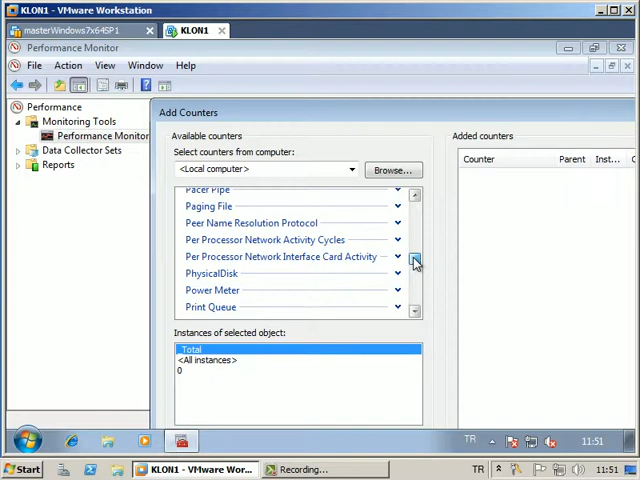 KLON1 - VMware Workstation
masterWindows7x64SP1
KLON1
Performance Monitor
File Action View Window Help
Performance
Monitoring Tools
Performance Monitor
Data Collector Sets
Reports
Add Counters
Available counters
Select counters from computer:
<Local computer>
Browse...
Pacer Pipe
Paging File
Peer Name Resolution Protocol
Per Processor Network Activity Cycles
Per Processor Network Interface Card Activity
PhysicalDisk
Power Meter
Print Queue
Instances of selected object:
_Total
<All instances>
0
Added counters
Counter Parent Inst...
TR 11:51
Start KLON1 - VMware Wor... Recording... TR 11:51